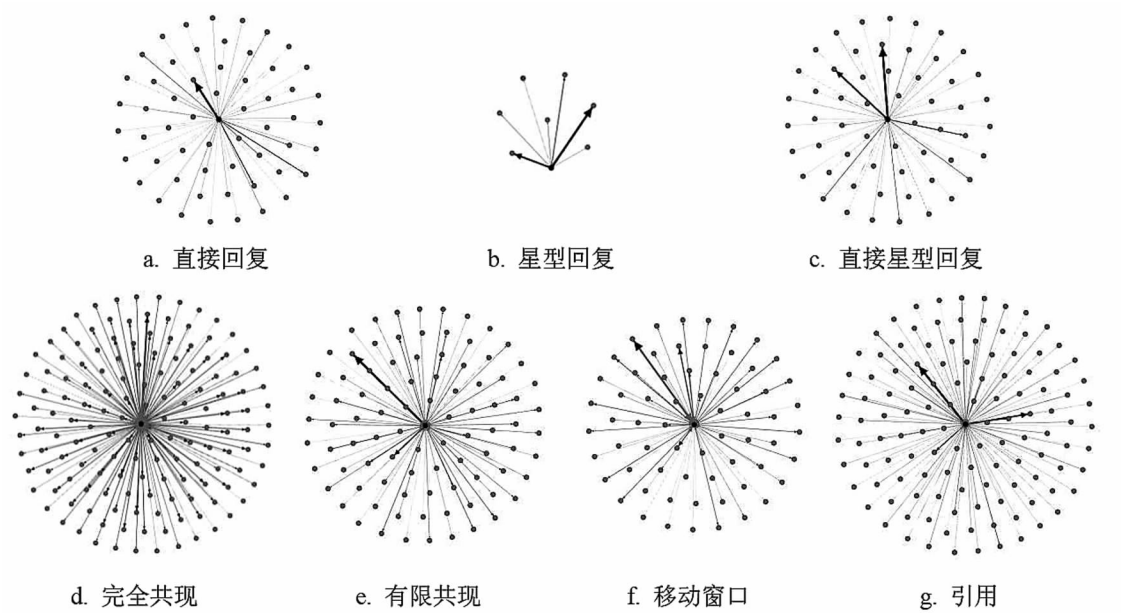 a. 直接回复
b. 星型回复
c. 直接星型回复
d. 完全共现
e. 有限共现
f. 移动窗口
g. 引用